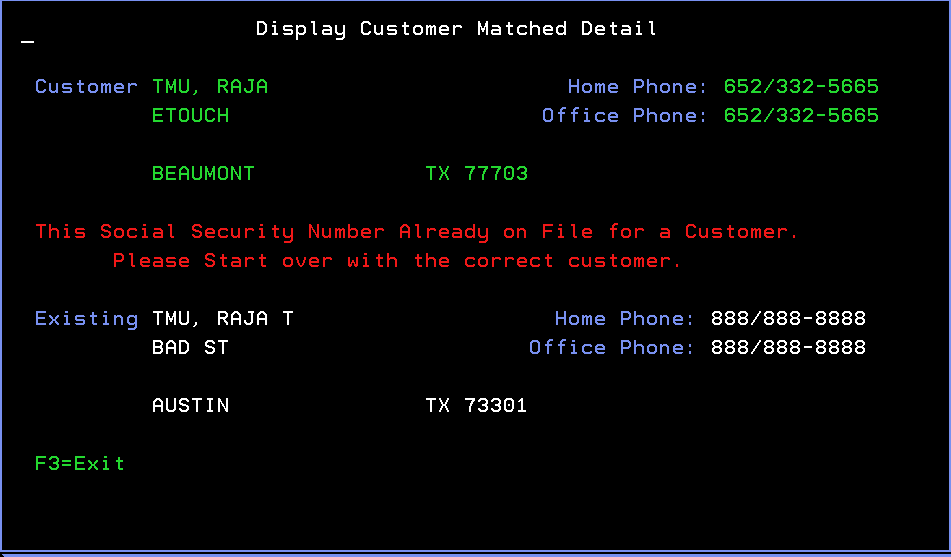 Display Customer Matched Detail
_
Customer TMU, RAJA Home Phone: 652/332-5665
ETOUCH Office Phone: 652/332-5665
BEAUMONT TX 77703
This Social Security Number Already on File for a Customer.
Please Start over with the correct customer.
Existing TMU, RAJA T Home Phone: 888/888-8888
BAD ST Office Phone: 888/888-8888
AUSTIN TX 73301
F3=Exit